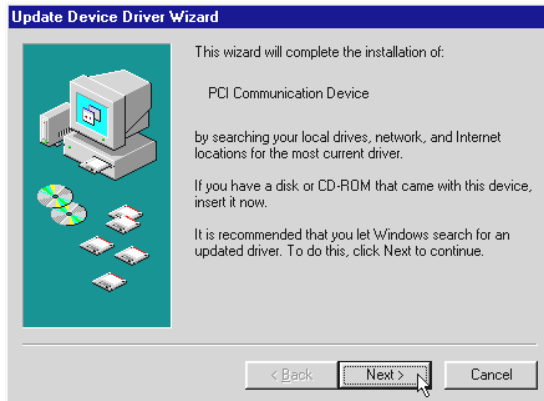 Update Device Driver Wizard
This wizard will complete the installation of:
PCI Communication Device
by searching your local drives, network, and Internet
locations for the most current driver.
If you have a disk or CD-ROM that came with this device,
insert it now.
It is recommended that you let Windows search for an
updated driver. To do this, click Next to continue.
< Back Next > Cancel